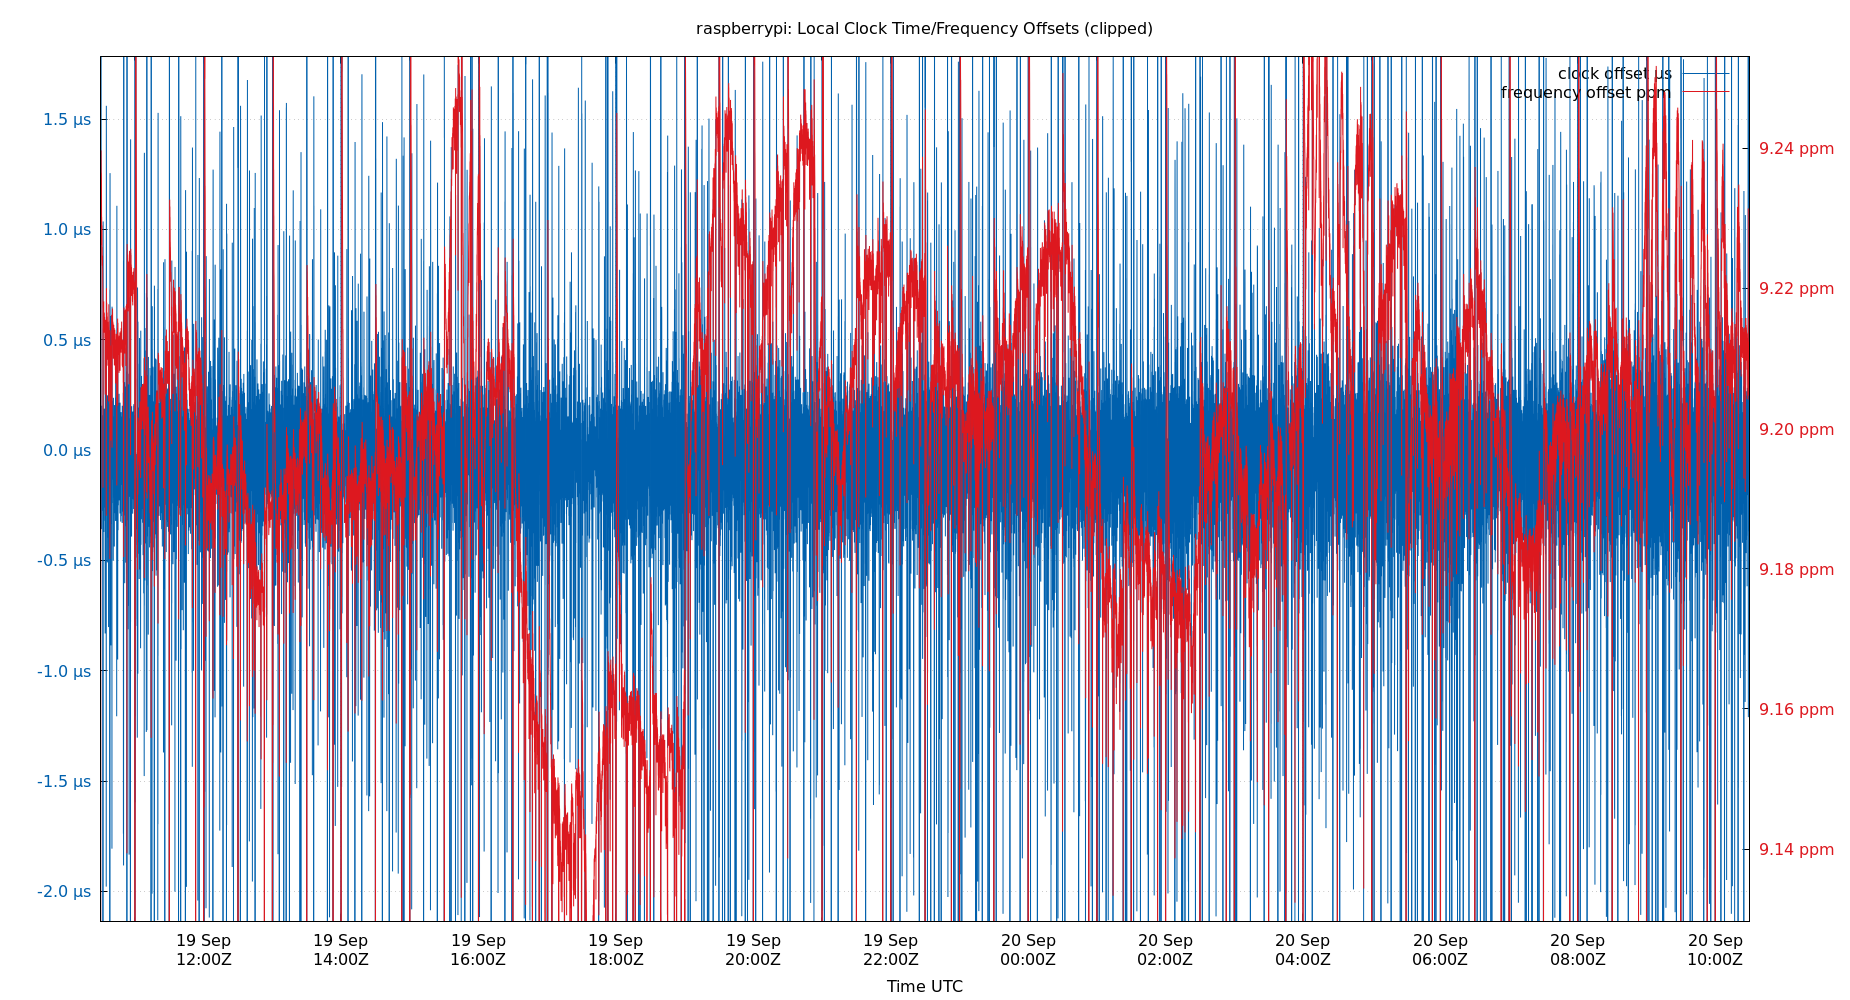 raspberrypi: Local Clock Time/Frequency Offsets (clipped)
clock offset us
frequency offset ppm
1.5 µs
1.0 µs
0.5 µs
0.0 µs
-0.5 µs
-1.0 µs
-1.5 µs
-2.0 µs
9.24 ppm
9.22 ppm
9.20 ppm
9.18 ppm
9.16 ppm
9.14 ppm
19 Sep
12:00Z
19 Sep
14:00Z
19 Sep
16:00Z
19 Sep
18:00Z
19 Sep
20:00Z
19 Sep
22:00Z
20 Sep
00:00Z
20 Sep
02:00Z
20 Sep
04:00Z
20 Sep
06:00Z
20 Sep
08:00Z
20 Sep
10:00Z
Time UTC